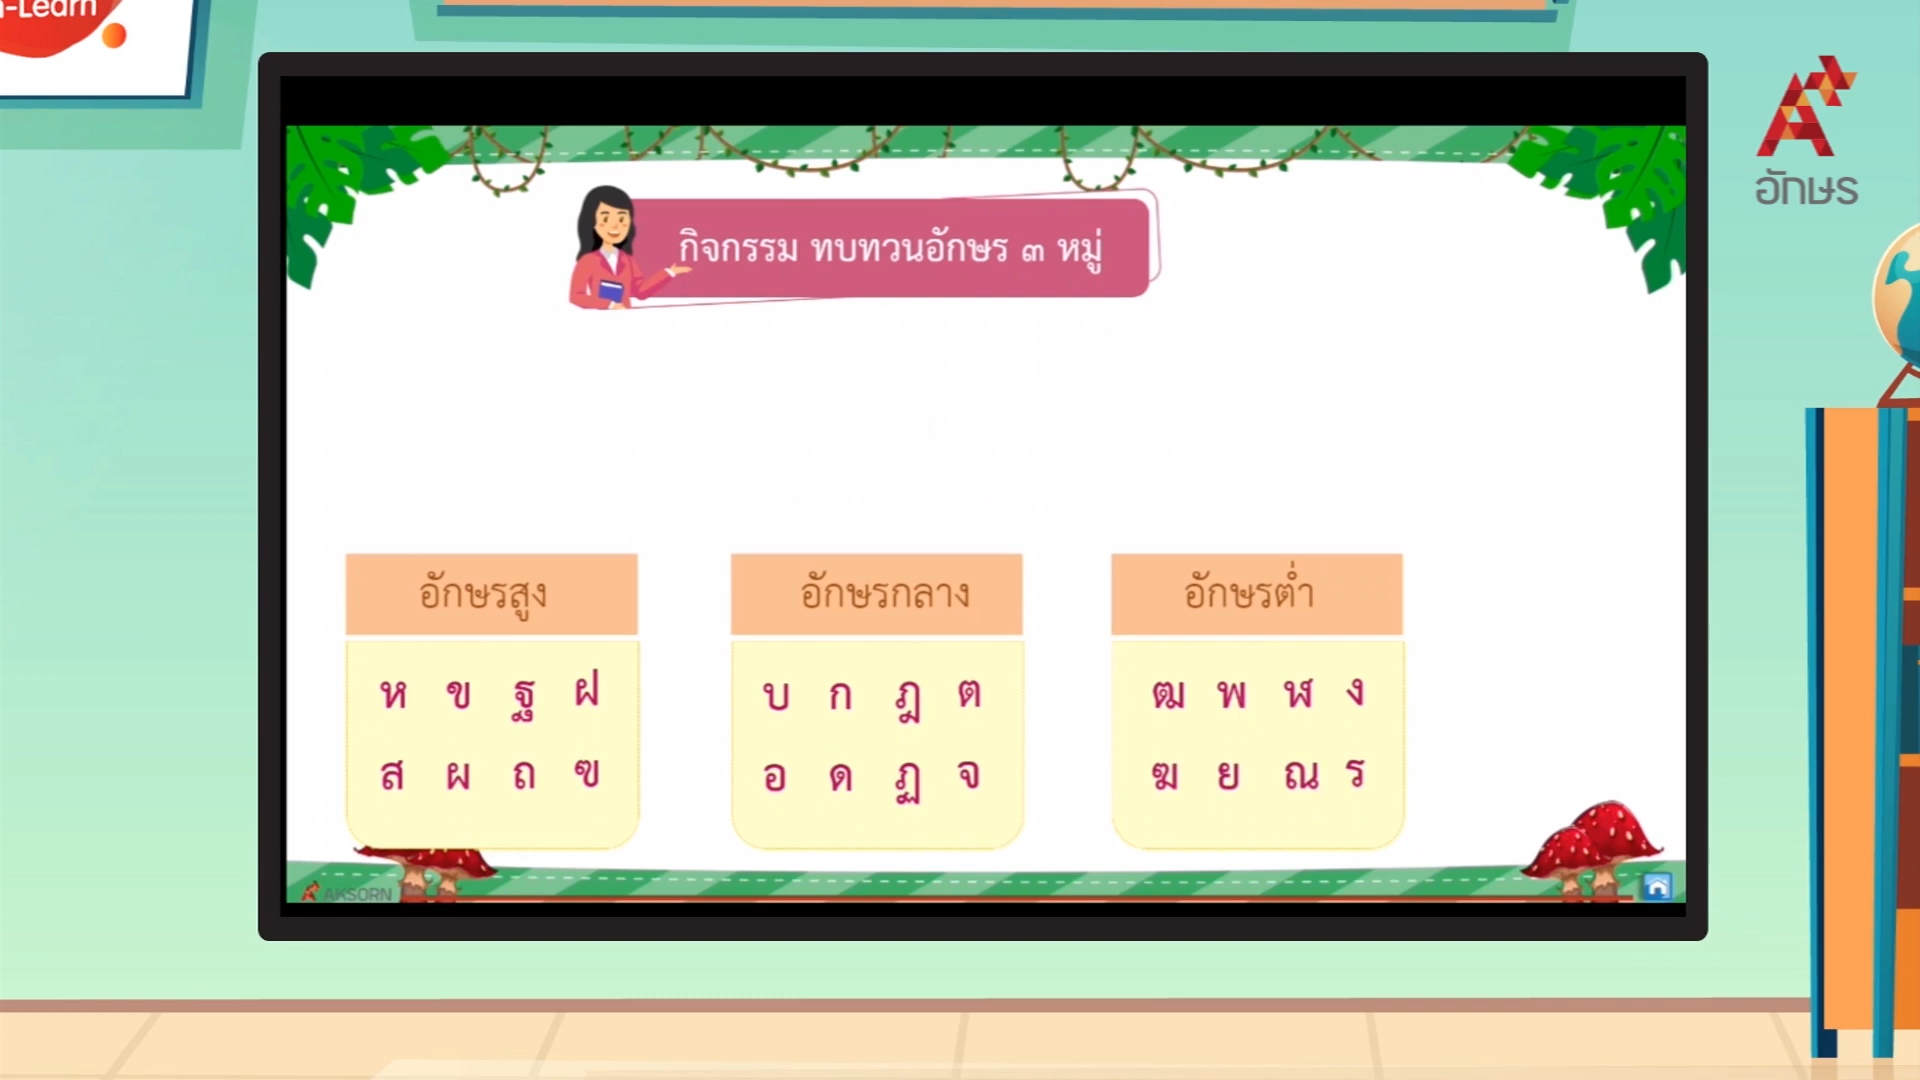 -Learn
อักษร
กิจกรรม ทบทวนอักษร ๓ หมู่
อักษรสูง
ห ข ฐ ฝ
ส ผ ถ ฃ
อักษรกลาง
บ ก ฎ ต
อ ด ฏ จ
อักษรต่ำ
ฒ พ ฬ ง
ฆ ย ณ ร
AKSORN